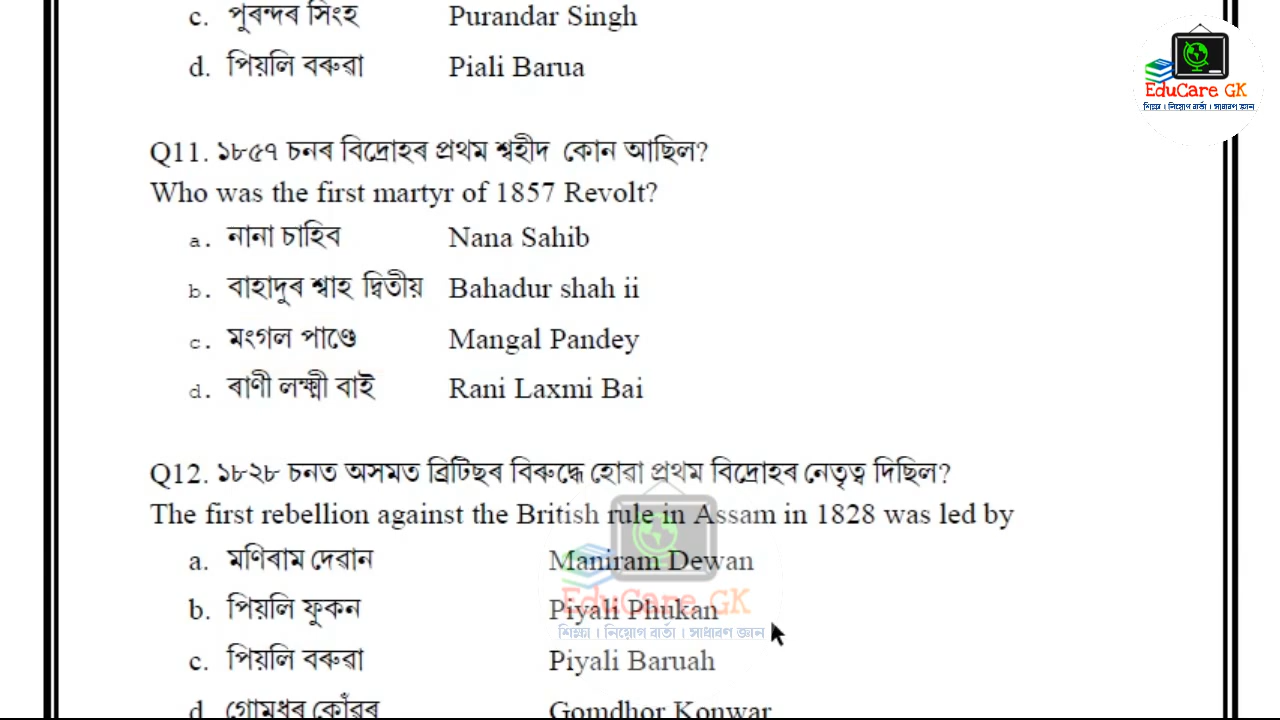 c. পুৰন্দৰ সিংহ Purandar Singh
d. পিয়লি বৰুৱা Piali Barua
EduCare GK
শিক্ষা । নিয়োগ বাৰ্তা । সাধাৰণ জ্ঞান
Q11. ১৮৫৭ চনৰ বিদ্ৰোহৰ প্ৰথম শ্বহীদ কোন আছিল?
Who was the first martyr of 1857 Revolt?
a. নানা চাহিব Nana Sahib
b. বাহাদুৰ শ্বাহ দ্বিতীয় Bahadur shah ii
c. মংগল পাণ্ডে Mangal Pandey
d. ৰাণী লক্ষ্মী বাই Rani Laxmi Bai
Q12. ১৮২৮ চনত অসমত ব্ৰিটিছৰ বিৰুদ্ধে হোৱা প্ৰথম বিদ্ৰোহৰ নেতৃত্ব দিছিল?
The first rebellion against the British rule in Assam in 1828 was led by
a. মণিৰাম দেৱান Maniram Dewan
b. পিয়লি ফুকন Piyali Phukan
EduCare GK
শিক্ষা । নিয়োগ বাৰ্তা । সাধাৰণ জ্ঞান
c. পিয়লি বৰুৱা Piyali Baruah
d. গোমধৰ কোঁৱৰ Gomdhor Konwar